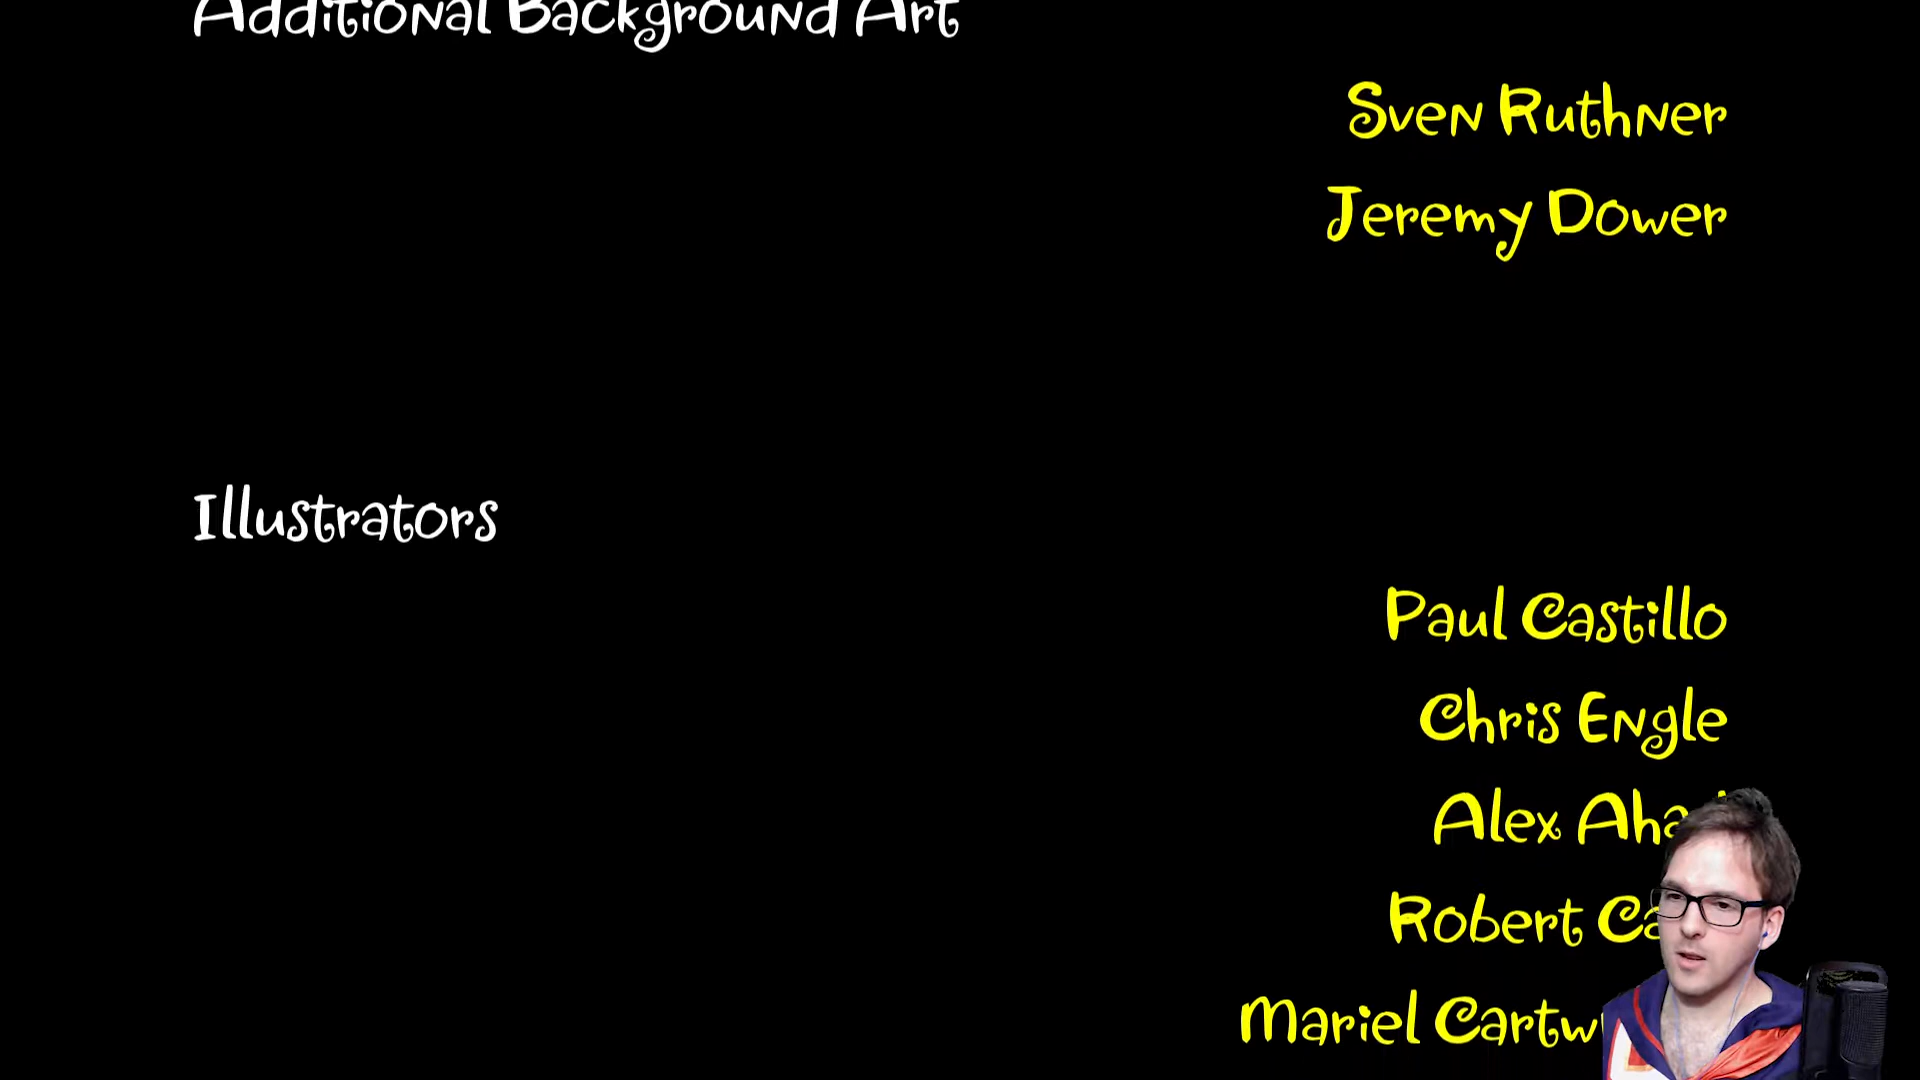 Additional Background Art
Sven Ruthner
Jeremy Dower
Illustrators
Paul Castillo
Chris Engle
Alex
Robert
Mariel